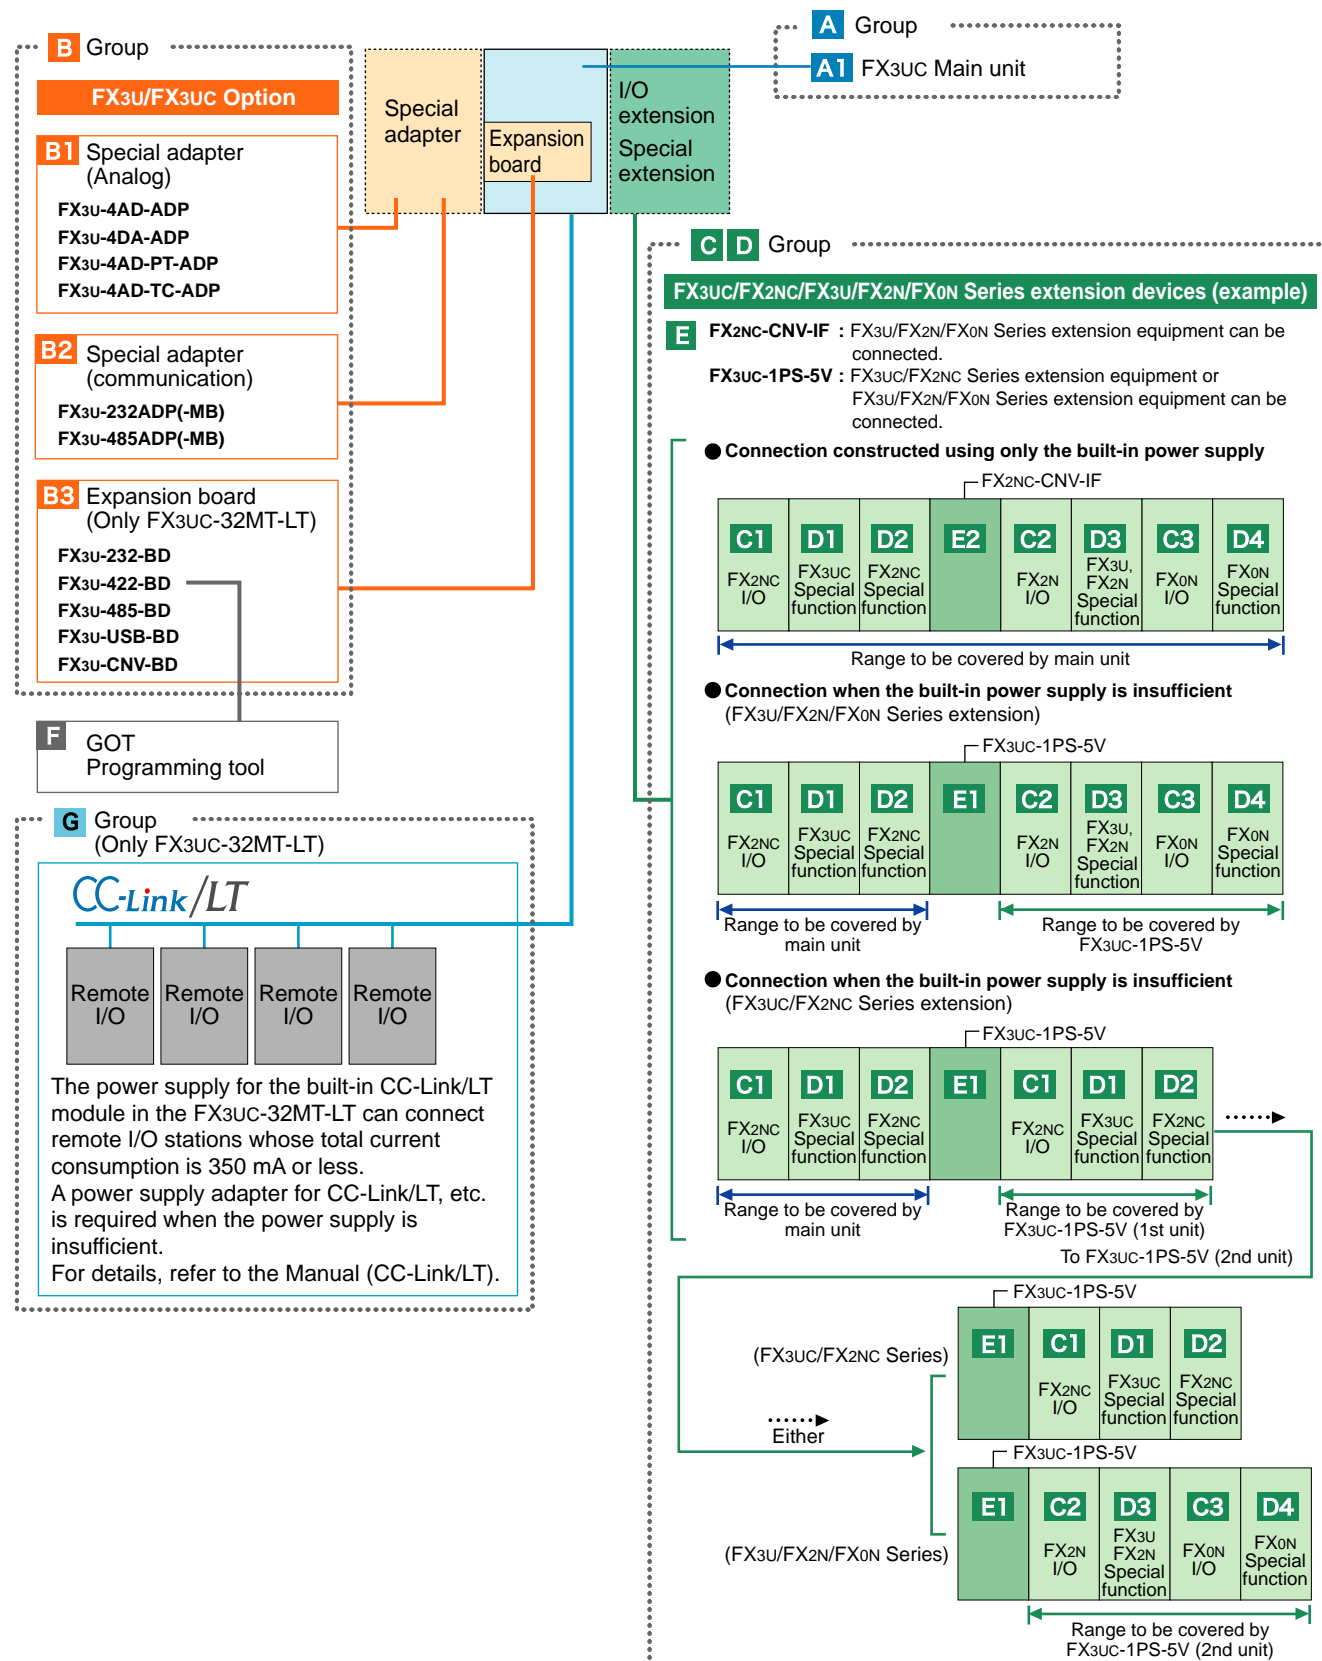 A Group
A1 FX3UC Main unit
B Group
FX3U/FX3UC Option
B1 Special adapter
(Analog)
FX3U-4AD-ADP
FX3U-4DA-ADP
FX3U-4AD-PT-ADP
FX3U-4AD-TC-ADP
B2 Special adapter
(communication)
FX3U-232ADP(-MB)
FX3U-485ADP(-MB)
B3 Expansion board
(Only FX3UC-32MT-LT)
FX3U-232-BD
FX3U-422-BD
FX3U-485-BD
FX3U-USB-BD
FX3U-CNV-BD
F GOT
Programming tool
Special
adapter
Expansion
board
I/O
extension
Special
extension
G Group
(Only FX3UC-32MT-LT)
CC-Link/LT
Remote
I/O
Remote
I/O
Remote
I/O
Remote
I/O
The power supply for the built-in CC-Link/LT
module in the FX3UC-32MT-LT can connect
remote I/O stations whose total current
consumption is 350 mA or less.
A power supply adapter for CC-Link/LT, etc.
is required when the power supply is
insufficient.
For details, refer to the Manual (CC-Link/LT).
C D Group
FX3UC/FX2NC/FX3U/FX2N/FX0N Series extension devices (example)
E FX2NC-CNV-IF : FX3U/FX2N/FX0N Series extension equipment can be
connected.
FX3UC-1PS-5V : FX3UC/FX2NC Series extension equipment or
FX3U/FX2N/FX0N Series extension equipment can be
connected.
● Connection constructed using only the built-in power supply
FX2NC-CNV-IF
C1
FX2NC
I/O
D1
FX3UC
Special
function
D2
FX2NC
Special
function
E2
C2
FX2N
I/O
D3
FX3U,
FX2N
Special
function
C3
FX0N
I/O
D4
FX0N
Special
function
Range to be covered by main unit
● Connection when the built-in power supply is insufficient
(FX3U/FX2N/FX0N Series extension)
FX3UC-1PS-5V
C1
FX2NC
I/O
D1
FX3UC
Special
function
D2
FX2NC
Special
function
E1
C2
FX2N
I/O
D3
FX3U,
FX2N
Special
function
C3
FX0N
I/O
D4
FX0N
Special
function
Range to be covered by
main unit
Range to be covered by
FX3UC-1PS-5V
● Connection when the built-in power supply is insufficient
(FX3UC/FX2NC Series extension)
FX3UC-1PS-5V
C1
FX2NC
I/O
D1
FX3UC
Special
function
D2
FX2NC
Special
function
E1
C1
FX2NC
I/O
D1
FX3UC
Special
function
D2
FX2NC
Special
function
Range to be covered by
main unit
Range to be covered by
FX3UC-1PS-5V (1st unit)
To FX3UC-1PS-5V (2nd unit)
FX3UC-1PS-5V
(FX3UC/FX2NC Series)
E1
C1
FX2NC
I/O
D1
FX3UC
Special
function
D2
FX2NC
Special
function
Either
FX3UC-1PS-5V
(FX3U/FX2N/FX0N Series)
E1
C2
FX2N
I/O
D3
FX3U
FX2N
Special
function
C3
FX0N
I/O
D4
FX0N
Special
function
Range to be covered by
FX3UC-1PS-5V (2nd unit)